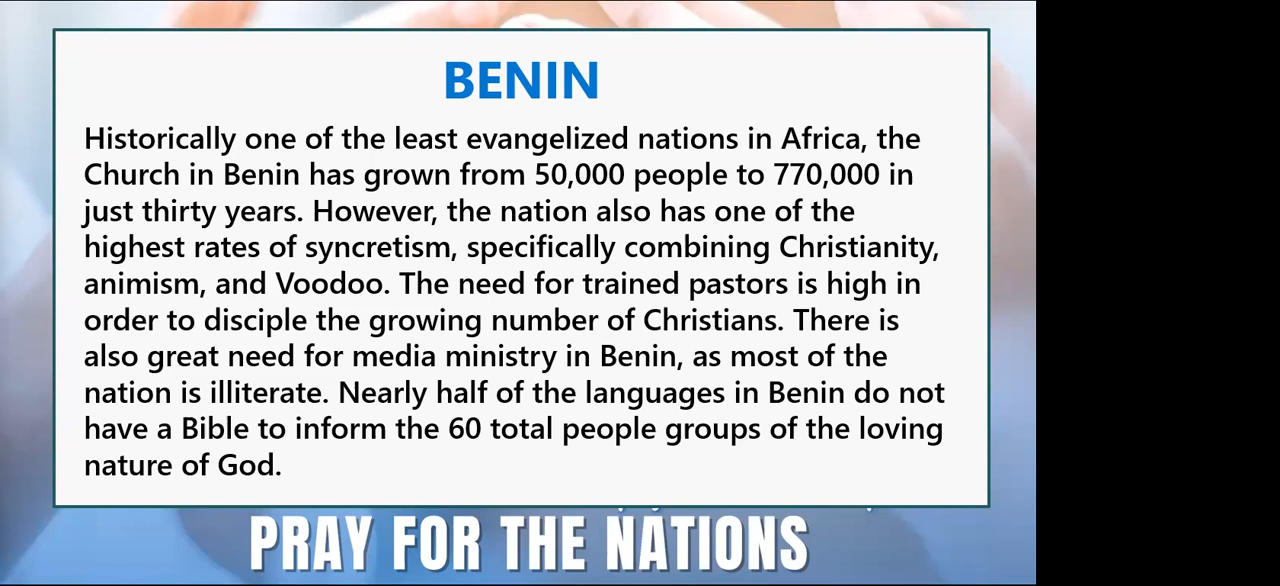 BENIN
Historically one of the least evangelized nations in Africa, the
Church in Benin has grown from 50,000 people to 770,000 in
just thirty years. However, the nation also has one of the
highest rates of syncretism, specifically combining Christianity,
animism, and Voodoo. The need for trained pastors is high in
order to disciple the growing number of Christians. There is
also great need for media ministry in Benin, as most of the
nation is illiterate. Nearly half of the languages in Benin do not
have a Bible to inform the 60 total people groups of the loving
nature of God.
PRAY FOR THE NATIONS